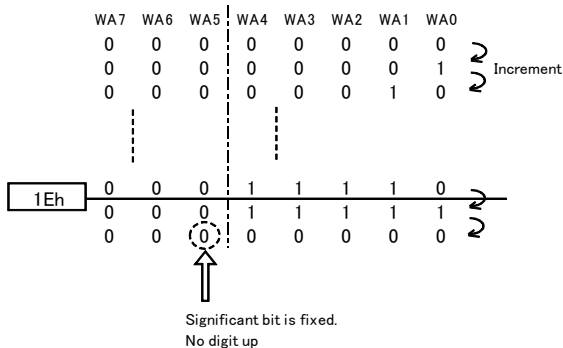 WA7 WA6 WA5 WA4 WA3 WA2 WA1 WA0
0 0 0 0 0 0 0 0
0 0 0 0 0 0 0 1
Increment
0 0 0 0 0 0 1 0
0 0 0 1 1 1 1 0
1Eh
0 0 0 1 1 1 1 1
0 0 0 0 0 0 0 0
Significant bit is fixed.
No digit up